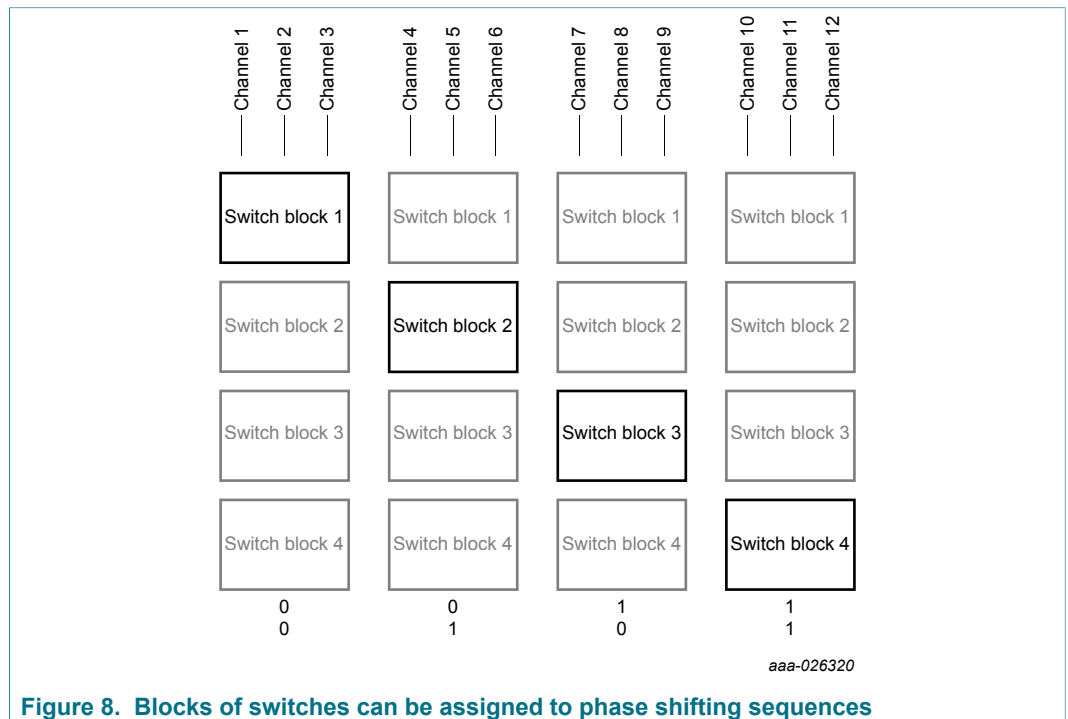 Channel 1
Channel 2
Channel 3
Channel 4
Channel 5
Channel 6
Channel 7
Channel 8
Channel 9
Channel 10
Channel 11
Channel 12
Switch block 1
Switch block 1
Switch block 1
Switch block 1
Switch block 2
Switch block 2
Switch block 2
Switch block 2
Switch block 3
Switch block 3
Switch block 3
Switch block 3
Switch block 4
Switch block 4
Switch block 4
Switch block 4
0 0 1 1
0 1 0 1
aaa-026320
Figure 8. Blocks of switches can be assigned to phase shifting sequences